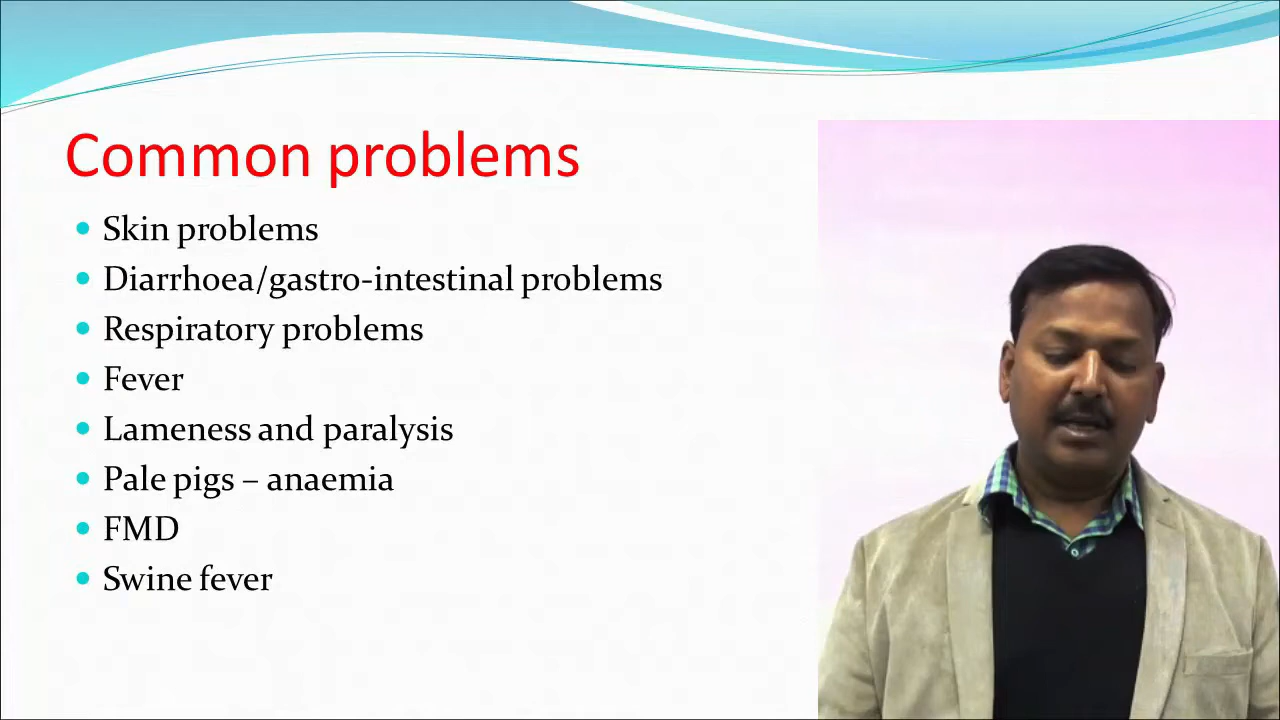 Common problems
Skin problems
Diarrhoea/gastro-intestinal problems
Respiratory problems
Fever
Lameness and paralysis
Pale pigs – anaemia
FMD
Swine fever